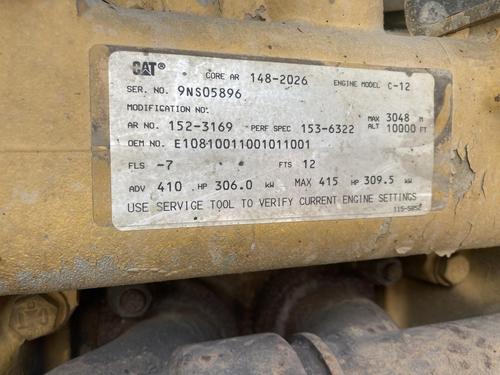 CAT® CORE AR 148-2026 ENGINE MODEL C-12
SER. NO. 9NS05896
MODIFICATION NO.
AR NO. 152-3169 PERF SPEC 153-6322 MAX ALT 3048 M 10000 FT
OEM NO. E10810011001011001
FLS -7 FTS 12
ADV 410 HP 306.0 KW MAX 415 HP 309.5 KW
USE SERVICE TOOL TO VERIFY CURRENT ENGINE SETTINGS
115-5852